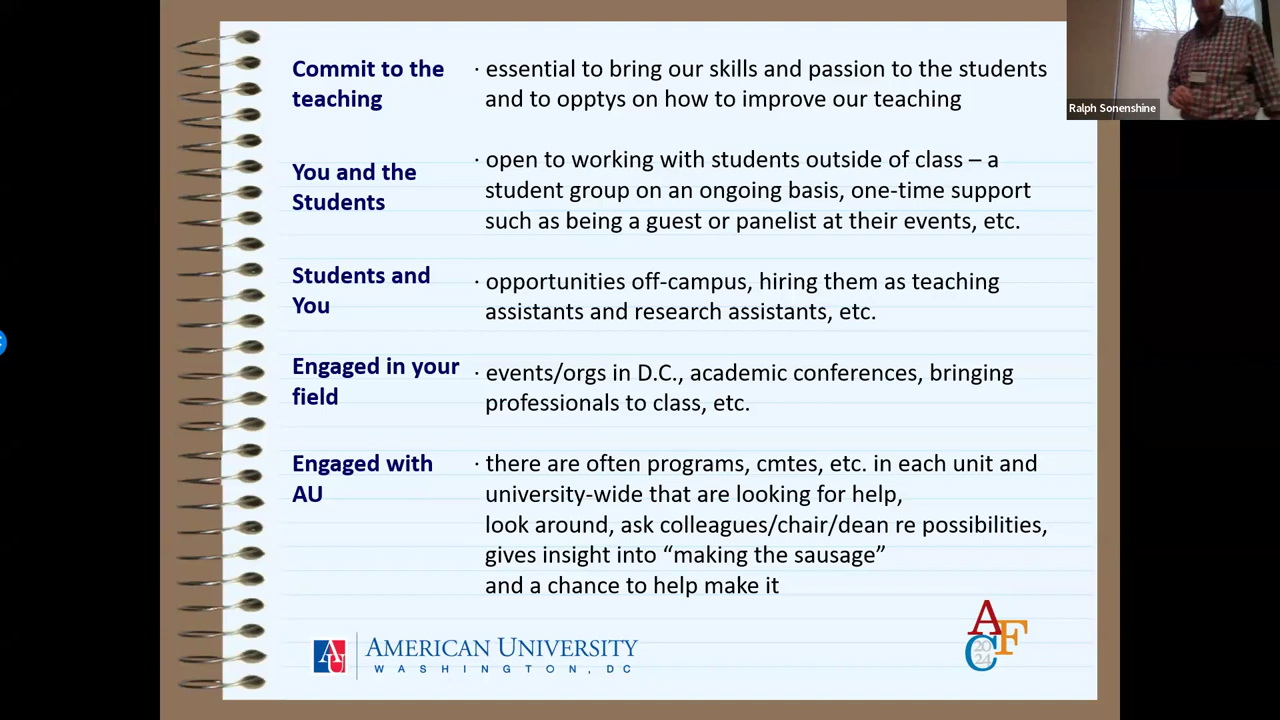 Commit to the
teaching
· essential to bring our skills and passion to the students
and to opptys on how to improve our teaching
You and the
Students
· open to working with students outside of class – a
student group on an ongoing basis, one-time support
such as being a guest or panelist at their events, etc.
Students and
You
· opportunities off-campus, hiring them as teaching
assistants and research assistants, etc.
Engaged in your
field
· events/orgs in D.C., academic conferences, bringing
professionals to class, etc.
Engaged with
AU
· there are often programs, cmtes, etc. in each unit and
university-wide that are looking for help,
look around, ask colleagues/chair/dean re possibilities,
gives insight into “making the sausage”
and a chance to help make it
AU
AMERICAN UNIVERSITY
WASHINGTON, DC
AFC
2024
Ralph Sonenshine